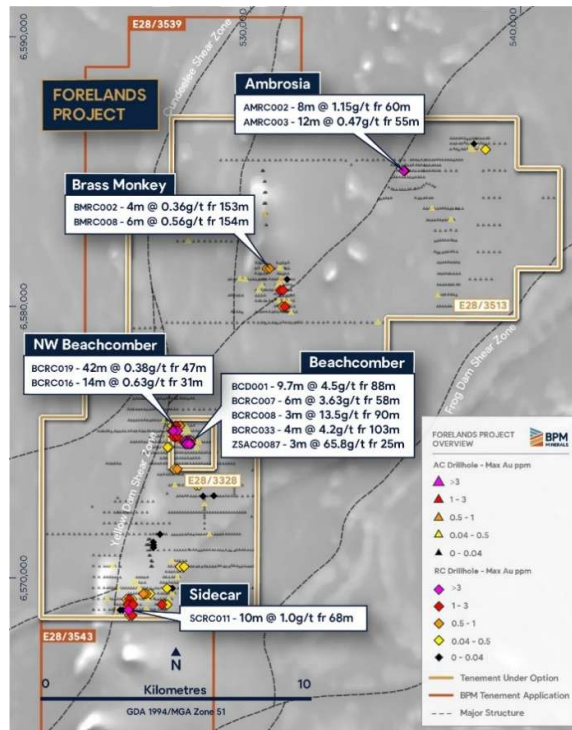 E28/3539
6,590,000
530,000
540,000
Cundeelee Shear Zone
FORELANDS
PROJECT
Ambrosia
AMRC002 - 8m @ 1.15g/t fr 60m
AMRC003 - 12m @ 0.47g/t fr 55m
Brass Monkey
BMRC002 - 4m @ 0.36g/t fr 153m
BMRC008 - 6m @ 0.56g/t fr 154m
6,580,000
E28/3513
NW Beachcomber
BCRC019 - 42m @ 0.38g/t fr 47m
BCRC016 - 14m @ 0.63g/t fr 31m
Beachcomber
BCD001 - 9.7m @ 4.5g/t fr 88m
BCRC007 - 6m @ 3.63g/t fr 58m
BCRC008 - 3m @ 13.5g/t fr 90m
BCRC033 - 4m @ 4.2g/t fr 103m
ZSAC0087 - 3m @ 65.8g/t fr 25m
Frog Dam Shear Zone
Yellow Dam Shear Zone
E28/3328
6,570,000
Sidecar
SCRC011 - 10m @ 1.0g/t fr 68m
E28/3543
N
0 10
Kilometres
GDA 1994/MGA Zone 51
FORELANDS PROJECT
OVERVIEW
BPM
MINERALS
AC Drillhole - Max Au ppm
>3
1 - 3
0.5 - 1
0.04 - 0.5
0 - 0.04
RC Drillhole - Max Au ppm
>3
1 - 3
0.5 - 1
0.04 - 0.5
0 - 0.04
Tenement Under Option
BPM Tenement Application
Major Structure